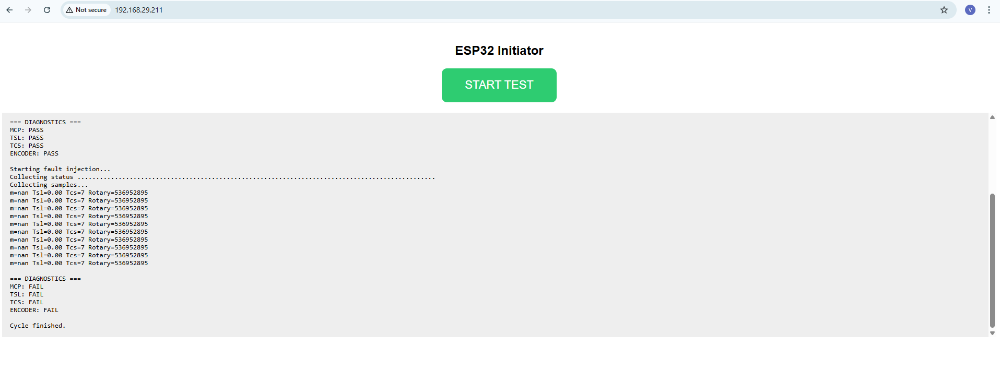 Not secure 192.168.29.211
V
ESP32 Initiator
START TEST
=== DIAGNOSTICS ===
MCP: PASS
TSL: PASS
TCS: PASS
ENCODER: PASS
Starting fault injection...
Collecting status ................................................................................................
Collecting samples...
m=nan Tsl=0.00 Tcs=7 Rotary=536952895
m=nan Tsl=0.00 Tcs=7 Rotary=536952895
m=nan Tsl=0.00 Tcs=7 Rotary=536952895
m=nan Tsl=0.00 Tcs=7 Rotary=536952895
m=nan Tsl=0.00 Tcs=7 Rotary=536952895
m=nan Tsl=0.00 Tcs=7 Rotary=536952895
m=nan Tsl=0.00 Tcs=7 Rotary=536952895
m=nan Tsl=0.00 Tcs=7 Rotary=536952895
m=nan Tsl=0.00 Tcs=7 Rotary=536952895
m=nan Tsl=0.00 Tcs=7 Rotary=536952895
=== DIAGNOSTICS ===
MCP: FAIL
TSL: FAIL
TCS: FAIL
ENCODER: FAIL
Cycle finished.